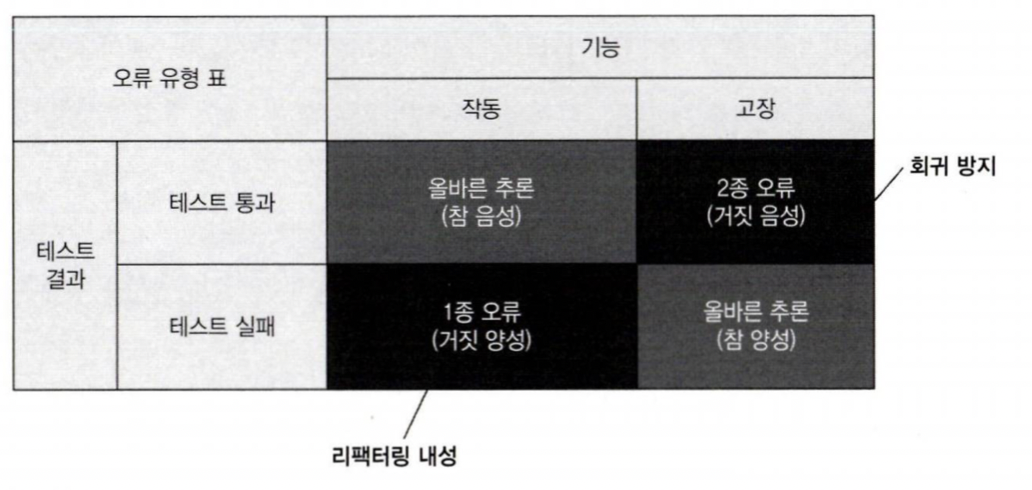 오류 유형 표
기능
작동
고장
테스트
결과
테스트 통과
올바른 추론
(참 음성)
2종 오류
(거짓 음성)
회귀 방지
테스트 실패
1종 오류
(거짓 양성)
올바른 추론
(참 양성)
리팩터링 내성